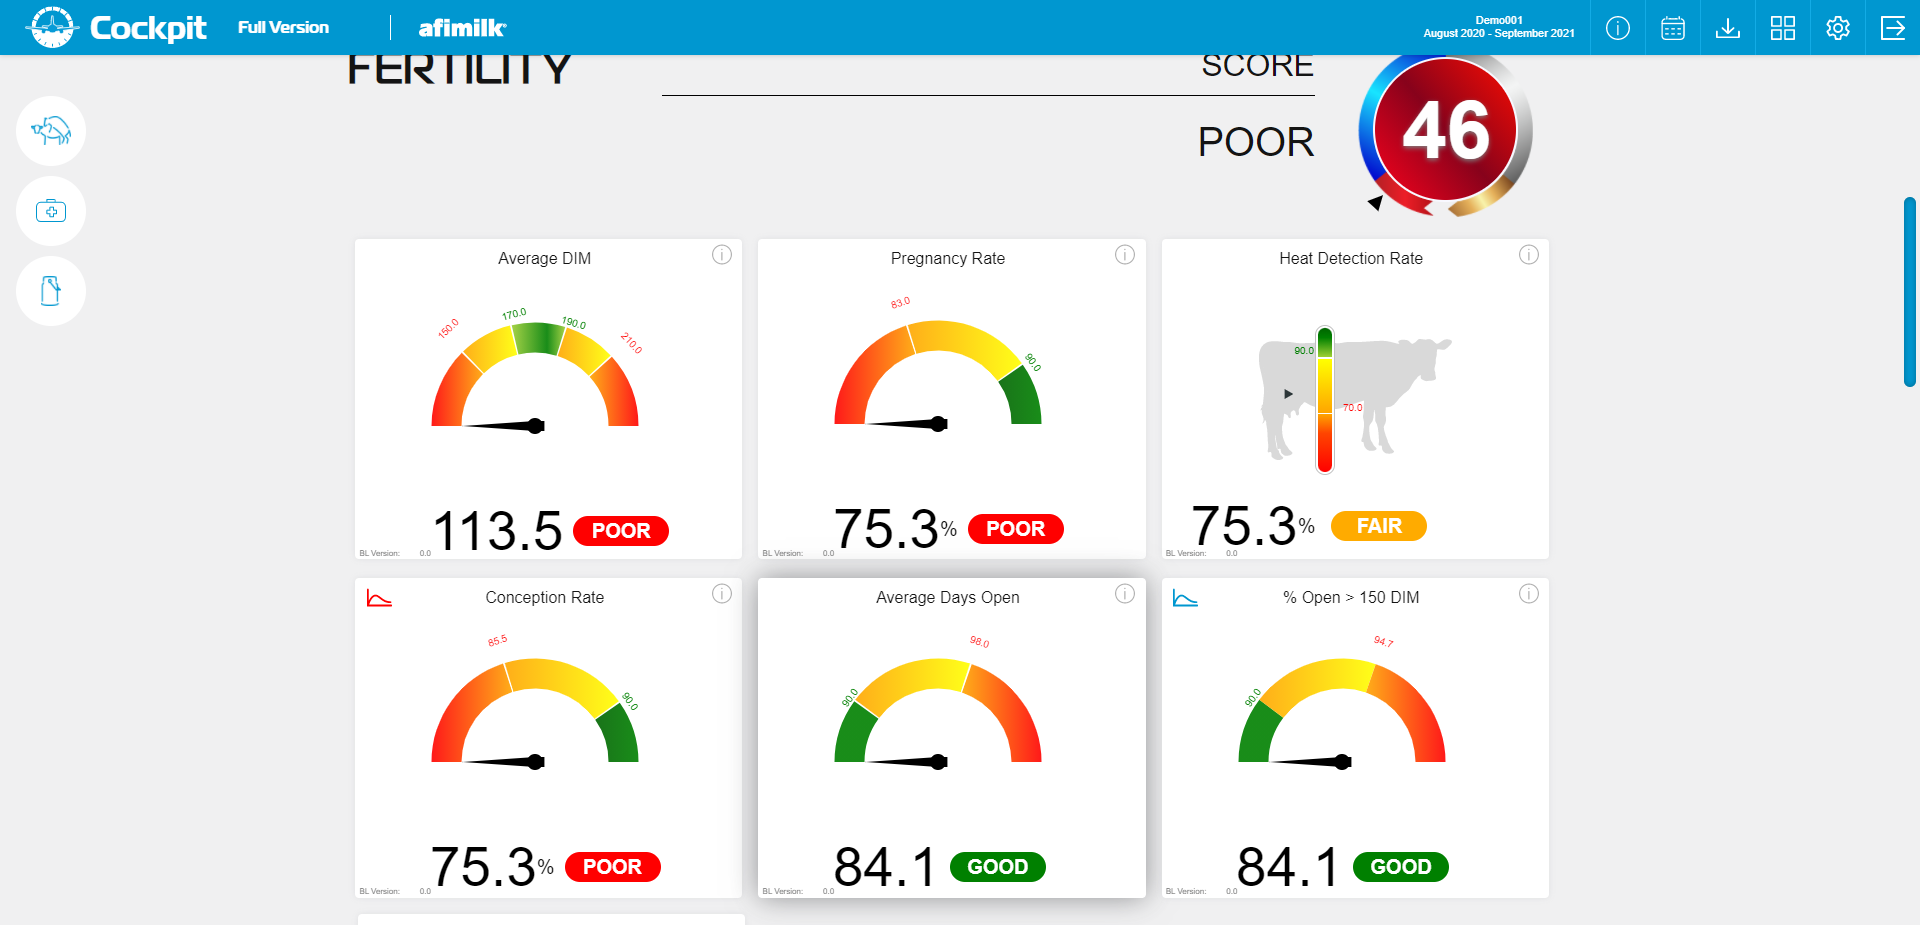 Cockpit
Full Version
afimilk
Demo001
August 2020 - September 2021
FERTILITY
SCORE
POOR
46
Average DIM
150.0
170.0
190.0
210.0
113.5
POOR
BL Version: 0.0
Pregnancy Rate
83.0
90.0
75.3%
POOR
BL Version: 0.0
Heat Detection Rate
90.0
70.0
75.3%
FAIR
BL Version: 0.0
Conception Rate
85.5
90.0
75.3%
POOR
BL Version: 0.0
Average Days Open
90.0
98.0
84.1
GOOD
BL Version: 0.0
% Open > 150 DIM
90.0
94.7
84.1
GOOD
BL Version: 0.0